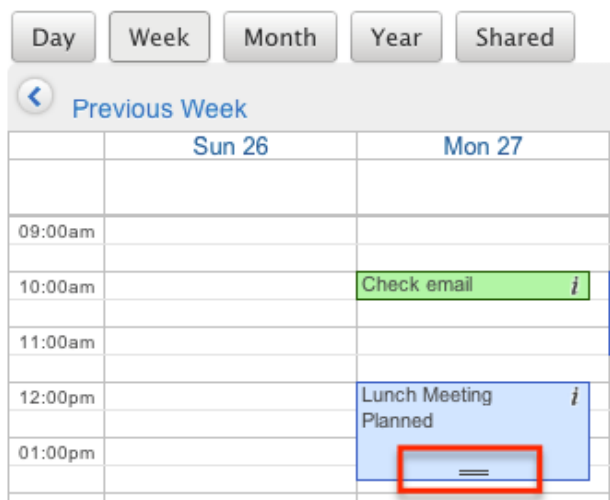 Day Week Month Year Shared
Previous Week
Sun 26 Mon 27
09:00am
10:00am Check email i
11:00am
12:00pm Lunch Meeting i
Planned
01:00pm